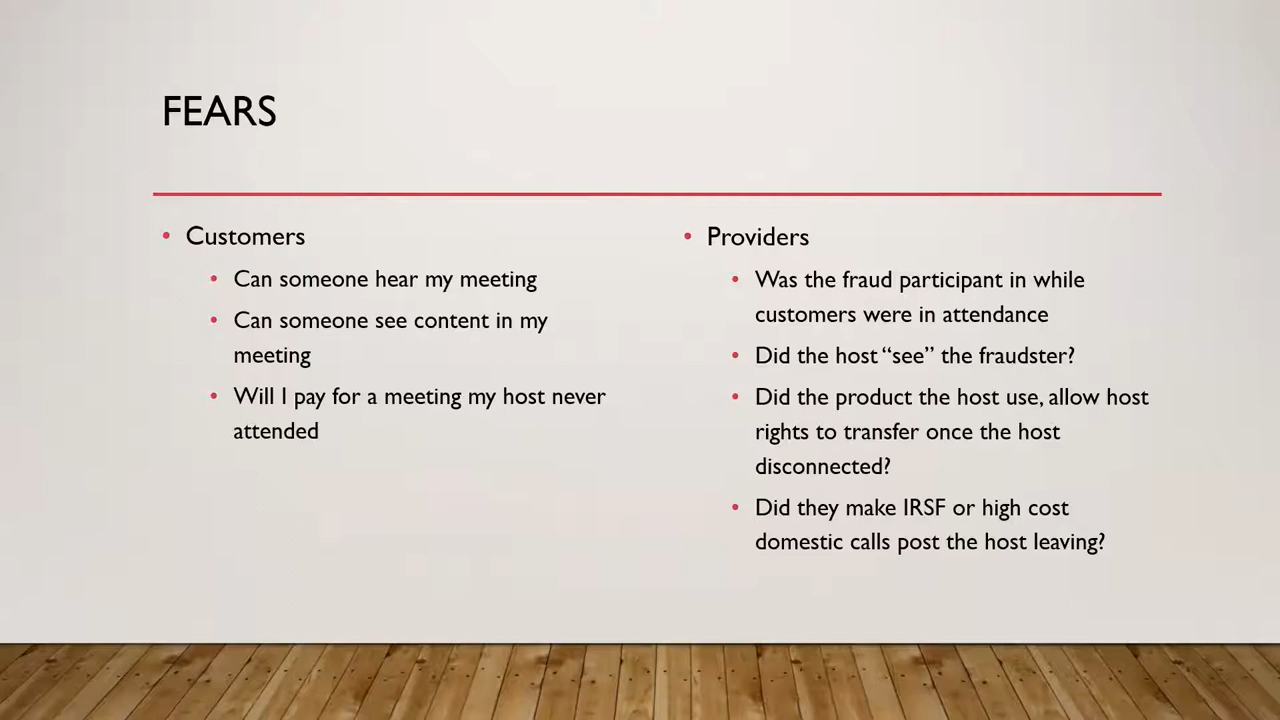 FEARS
• Customers
• Can someone hear my meeting
• Can someone see content in my
meeting
• Will I pay for a meeting my host never
attended
• Providers
• Was the fraud participant in while
customers were in attendance
• Did the host “see” the fraudster?
• Did the product the host use, allow host
rights to transfer once the host
disconnected?
• Did they make IRSF or high cost
domestic calls post the host leaving?